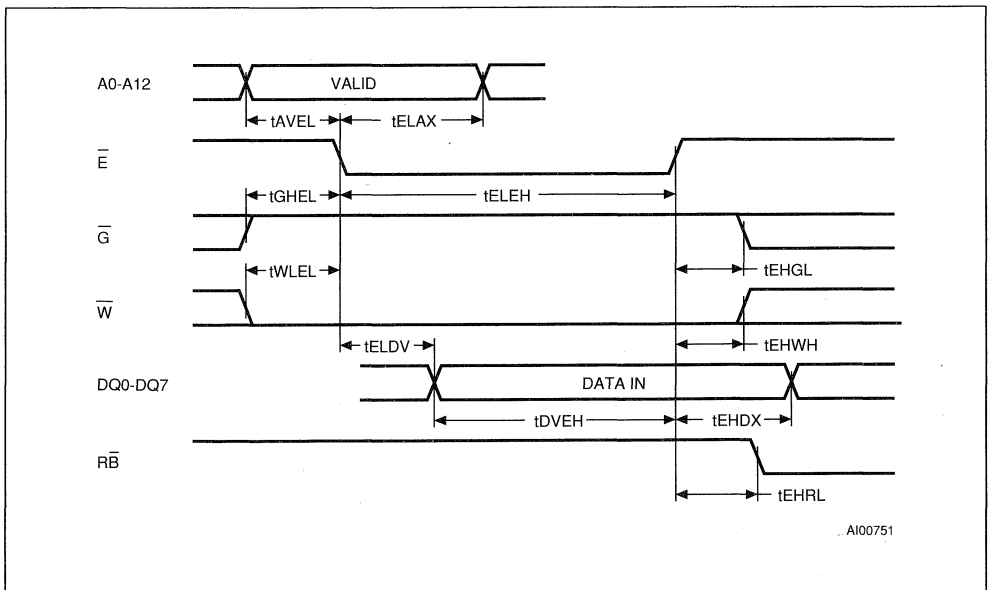 A0-A12 VALID
tAVEL tELAX
E̅
tGHEL tELEH
G̅
tEHGL
tWLEL
W̅
tEHWH
tELDV
DQ0-DQ7 DATA IN
tDVEH tEHDX
RB̅
tEHRL
AI00751